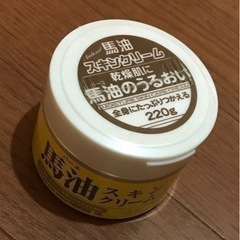 馬油
スキンクリーム
乾燥肌に
馬油のうるおい
全身にたっぷりつかえる
220g
馬油スキン
クリーム